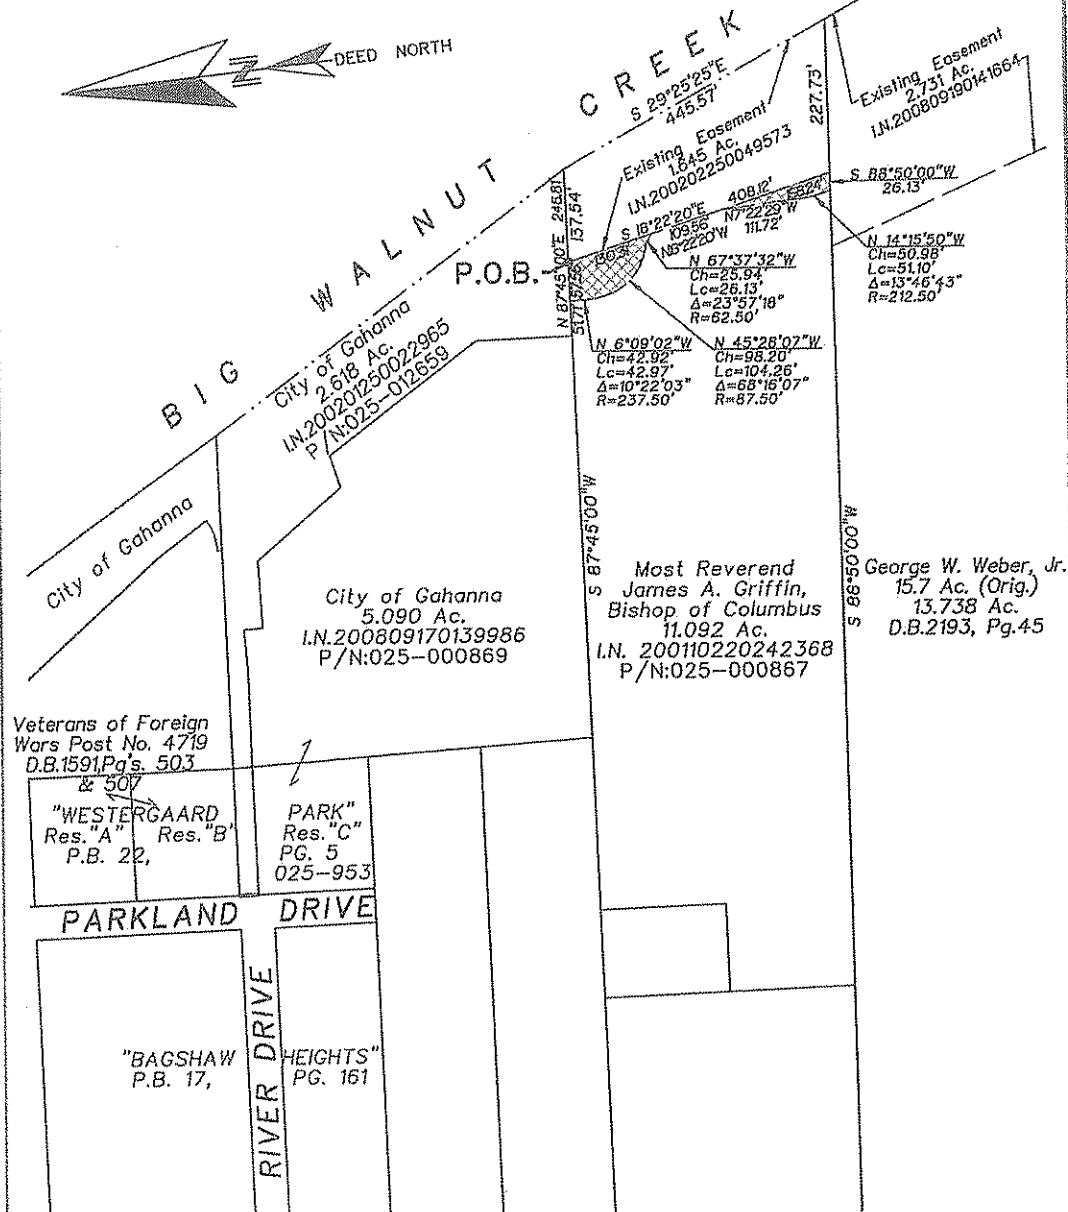 N
DEED NORTH
BIG WALNUT CREEK
S 29°25'25"E
445.57'
Existing Easement
1.645 Ac.
I.N.200202250049573
227.73'
Existing Easement
2.731 Ac.
I.N.200809190141664
S 88°50'00"W
26.13'
N 87°45'00"E 246.81'
137.54'
57.56'
51.71'
P.O.B.
S 18°22'20"E 408.12'
130.31'
109.56'
N8°22'20"W
N7°22'29"W
111.72'
N 14°15'50"W
Ch=50.98'
Lc=51.10'
Δ=13°46'43"
R=212.50'
N 67°37'32"W
Ch=25.94'
Lc=26.13'
Δ=23°57'18"
R=62.50'
N 6°09'02"W
Ch=42.92'
Lc=42.97'
Δ=10°22'03"
R=237.50'
N 45°28'07"W
Ch=98.20'
Lc=104.26'
Δ=68°16'07"
R=87.50'
City of Gahanna
2.618 Ac.
I.N.200201250022965
P/N:025-012659
City of Gahanna
City of Gahanna
5.090 Ac.
I.N.200809170139986
P/N:025-000869
S 87°45'00"W
Most Reverend
James A. Griffin,
Bishop of Columbus
11.092 Ac.
I.N. 200110220242368
P/N:025-000867
S 86°50'00"W
George W. Weber, Jr.
15.7 Ac. (Orig.)
13.738 Ac.
D.B.2193, Pg.45
Veterans of Foreign
Wars Post No. 4719
D.B.1591,Pg's. 503
& 507
"WESTERGAARD PARK"
Res."A" Res."B" Res."C"
P.B. 22, PG. 5
025-953
PARKLAND DRIVE
RIVER DRIVE
"BAGSHAW HEIGHTS"
P.B. 17, PG. 161